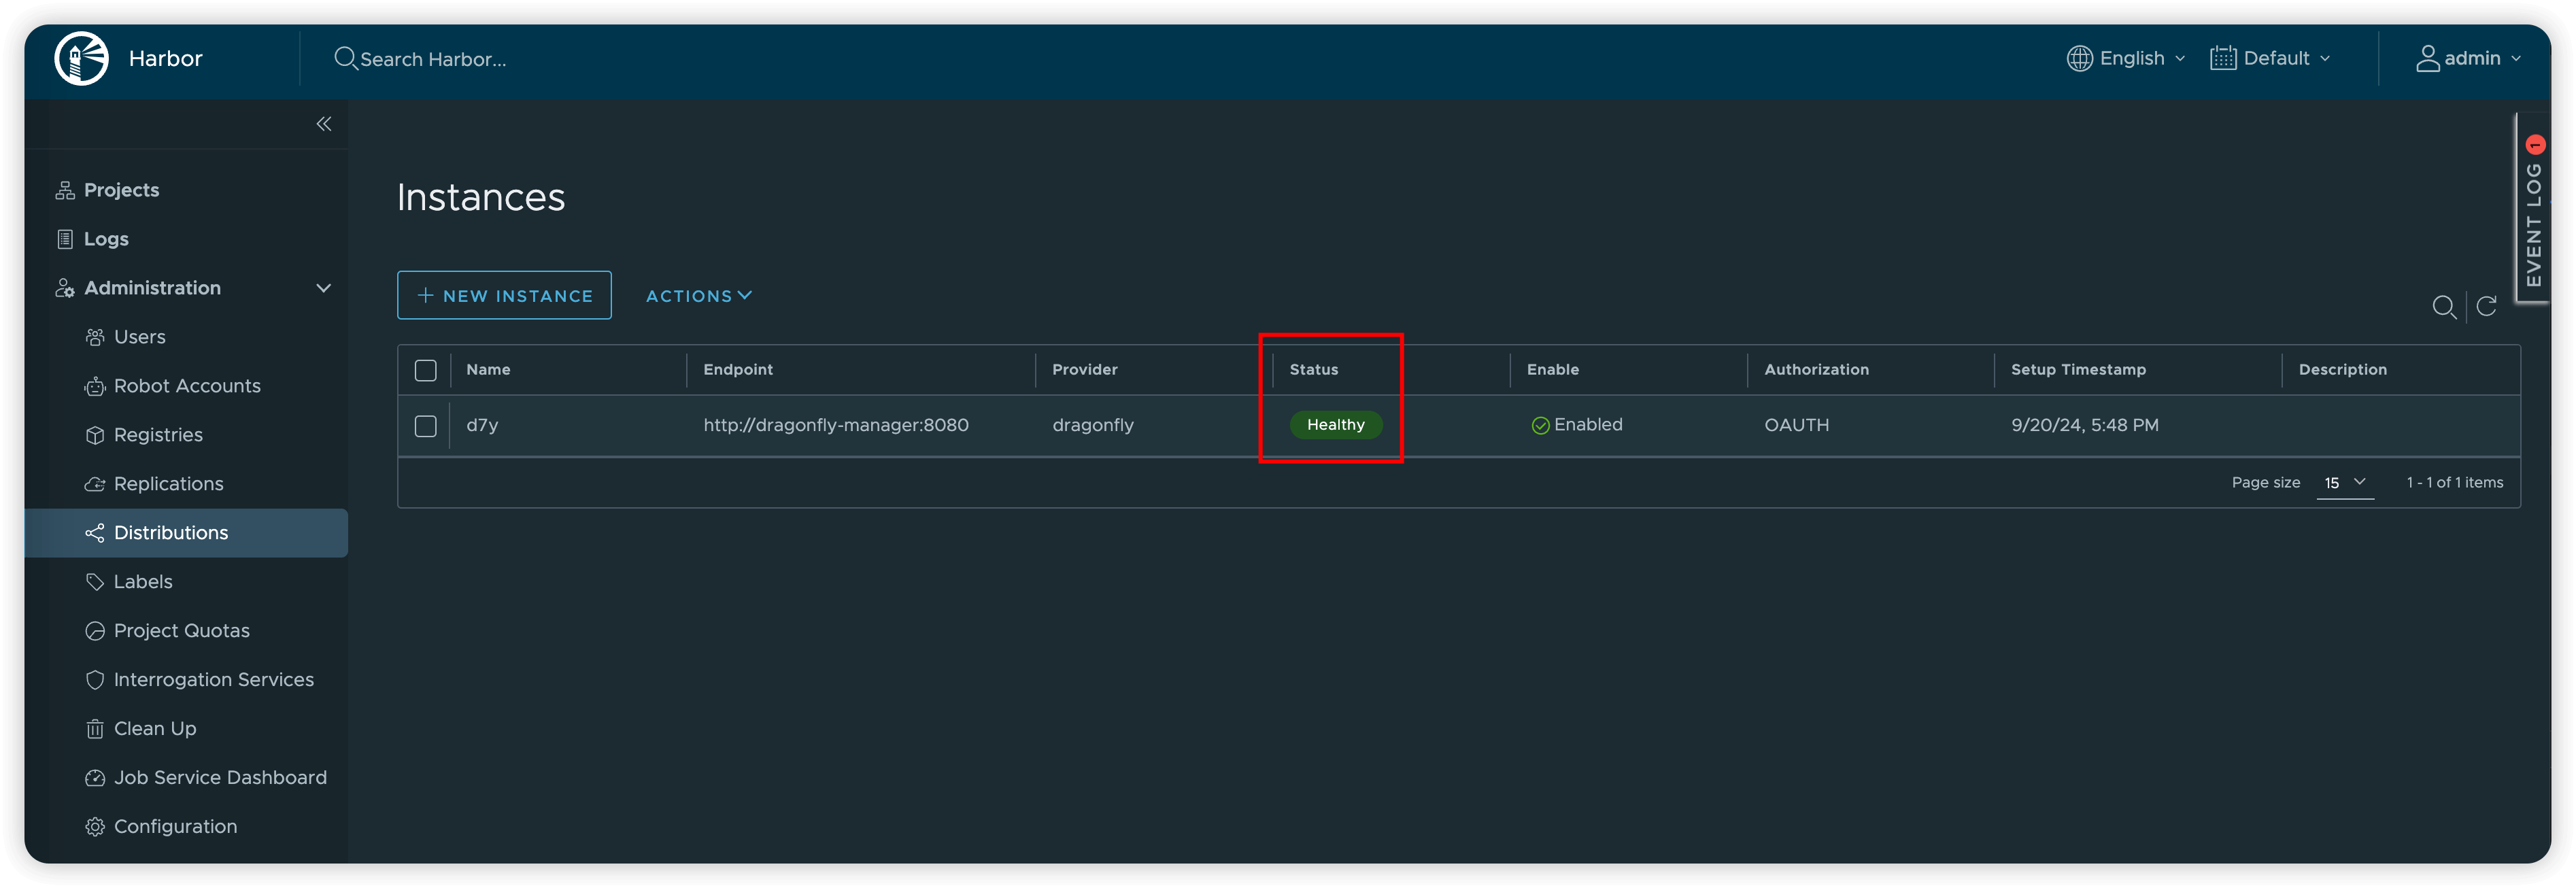 Harbor
Search Harbor...
English
Default
admin
EVENT LOG 1
Projects
Logs
Administration
Users
Robot Accounts
Registries
Replications
Distributions
Labels
Project Quotas
Interrogation Services
Clean Up
Job Service Dashboard
Configuration
Instances
+ NEW INSTANCE
ACTIONS
Name Endpoint Provider Status Enable Authorization Setup Timestamp Description
d7y http://dragonfly-manager:8080 dragonfly Healthy Enabled OAUTH 9/20/24, 5:48 PM
Page size 15 1 - 1 of 1 items